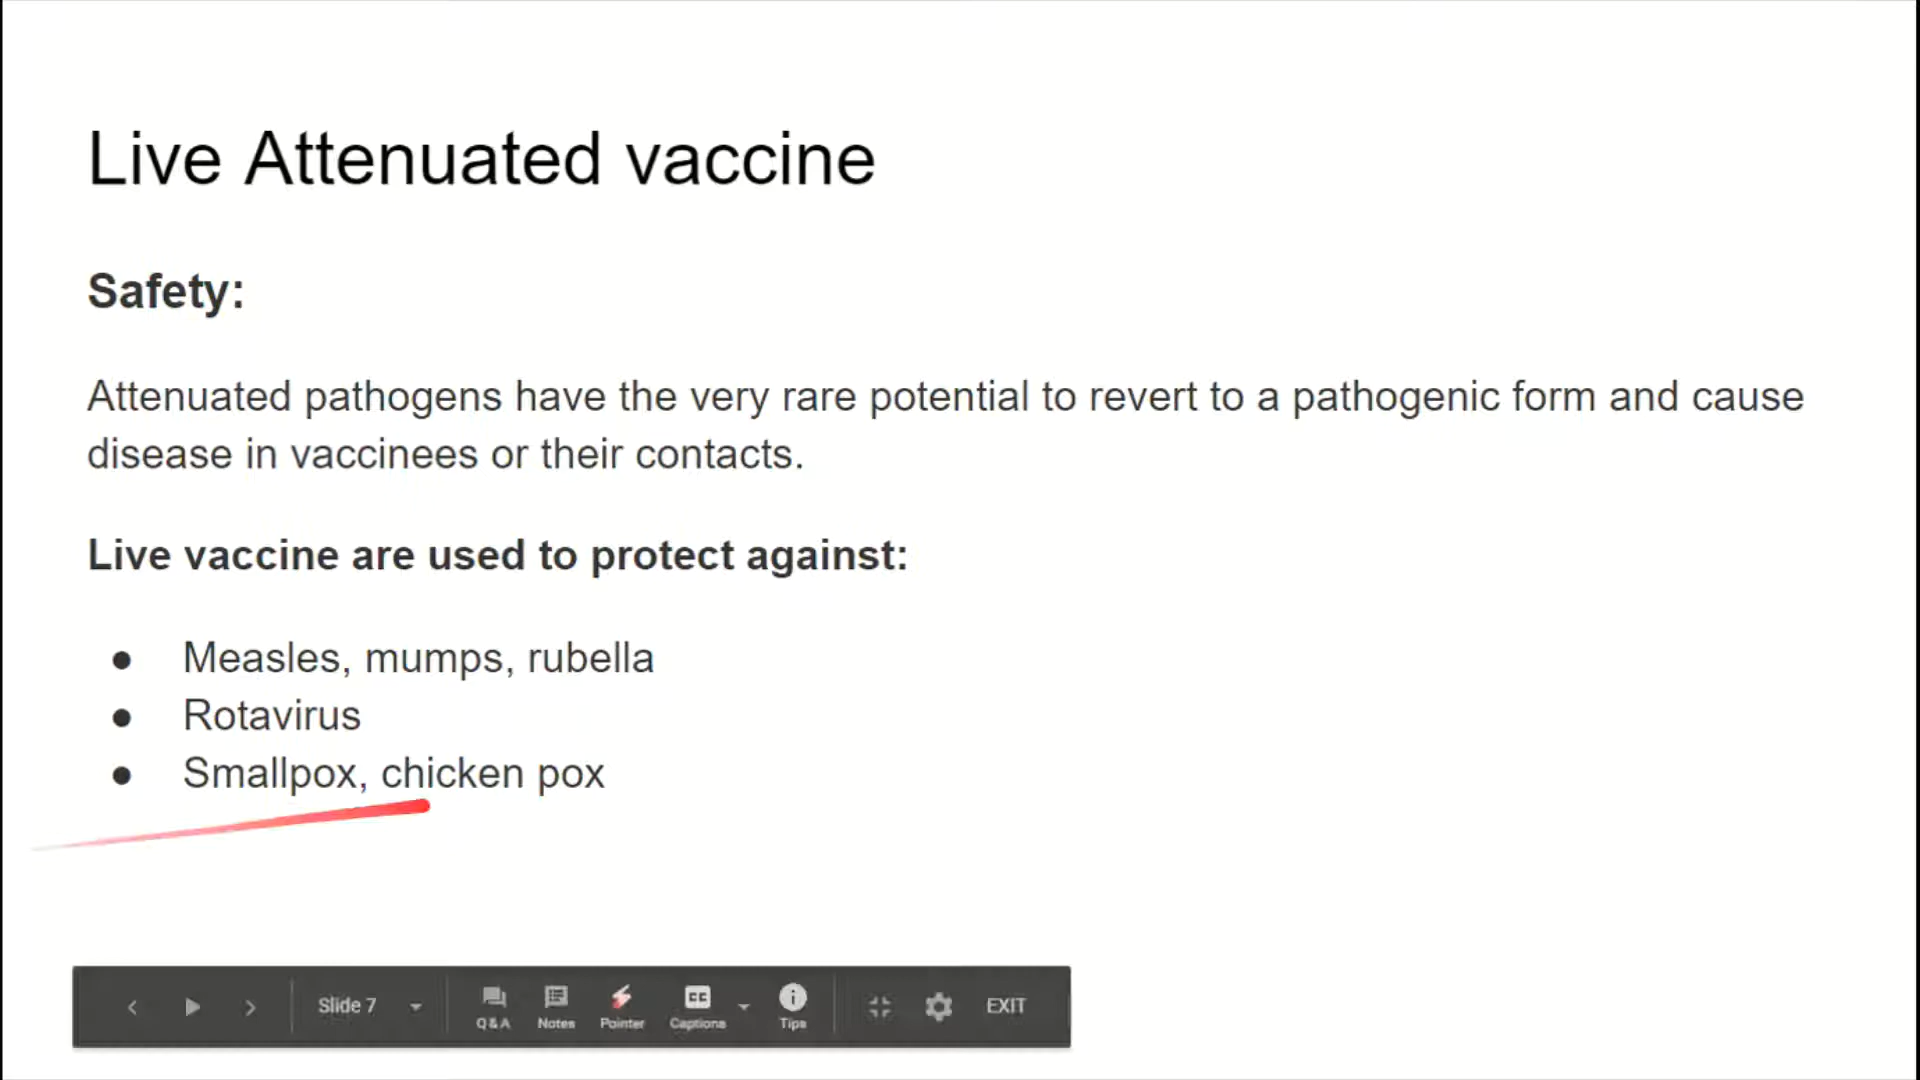 Live Attenuated vaccine
Safety:
Attenuated pathogens have the very rare potential to revert to a pathogenic form and cause
disease in vaccinees or their contacts.
Live vaccine are used to protect against:
● Measles, mumps, rubella
● Rotavirus
● Smallpox, chicken pox
Slide 7 Q&A Notes Pointer CC Captions Tips EXIT